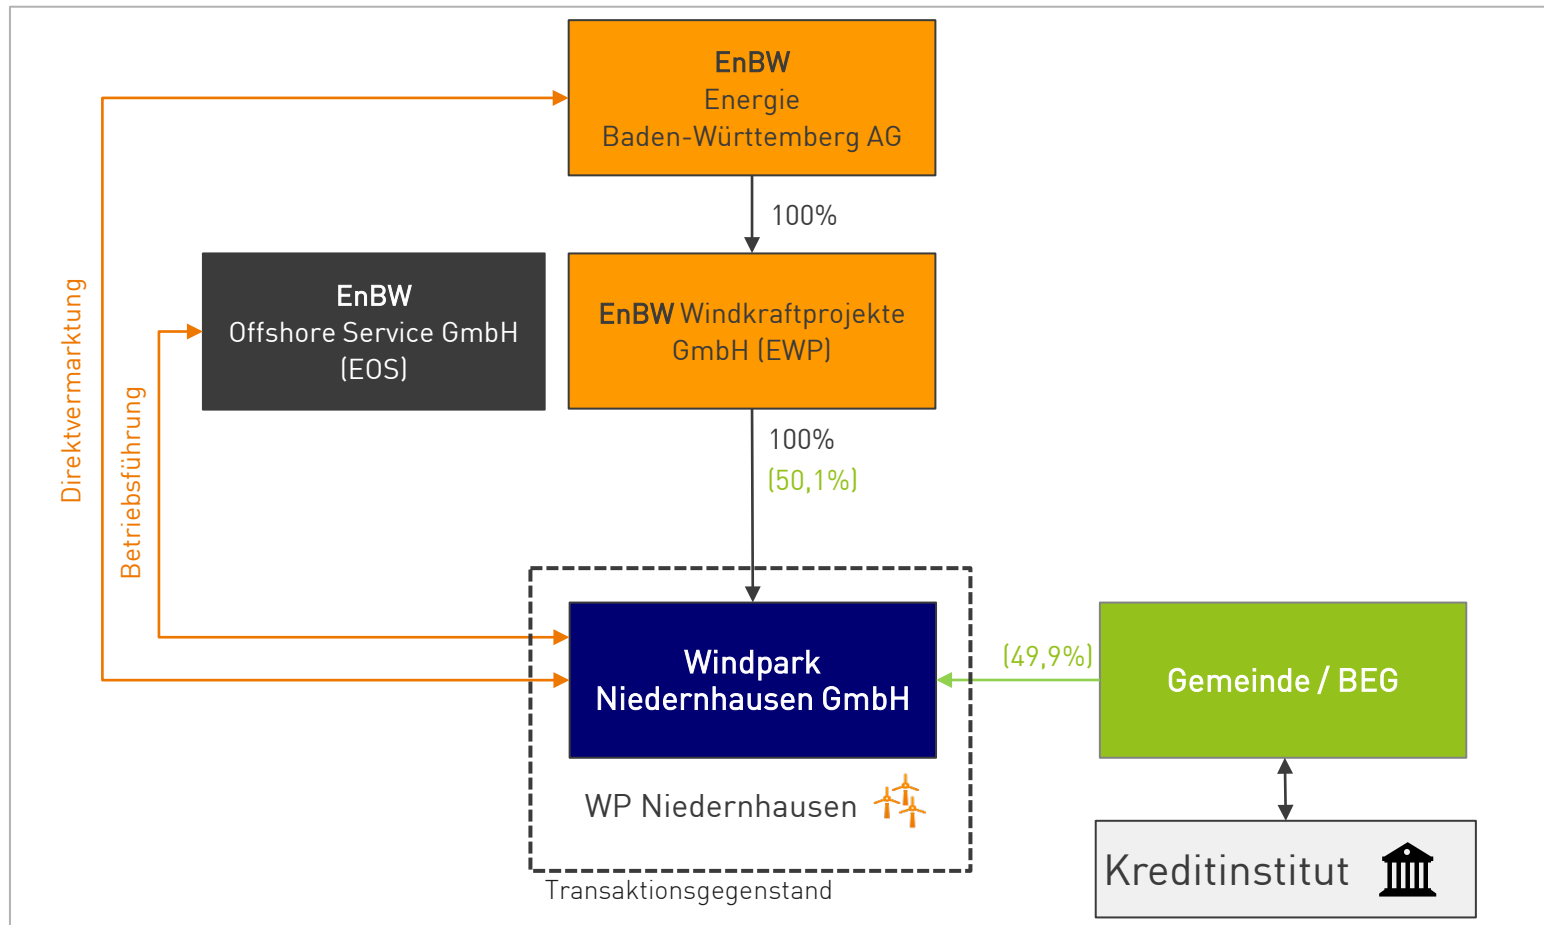 EnBW
Energie
Baden-Württemberg AG
100%
EnBW
Offshore Service GmbH
(EOS)
EnBW Windkraftprojekte
GmbH (EWP)
Direktvermarktung
Betriebsführung
100%
(50,1%)
Windpark
Niedernhausen GmbH
(49,9%)
Gemeinde / BEG
WP Niedernhausen
Kreditinstitut
Transaktionsgegenstand